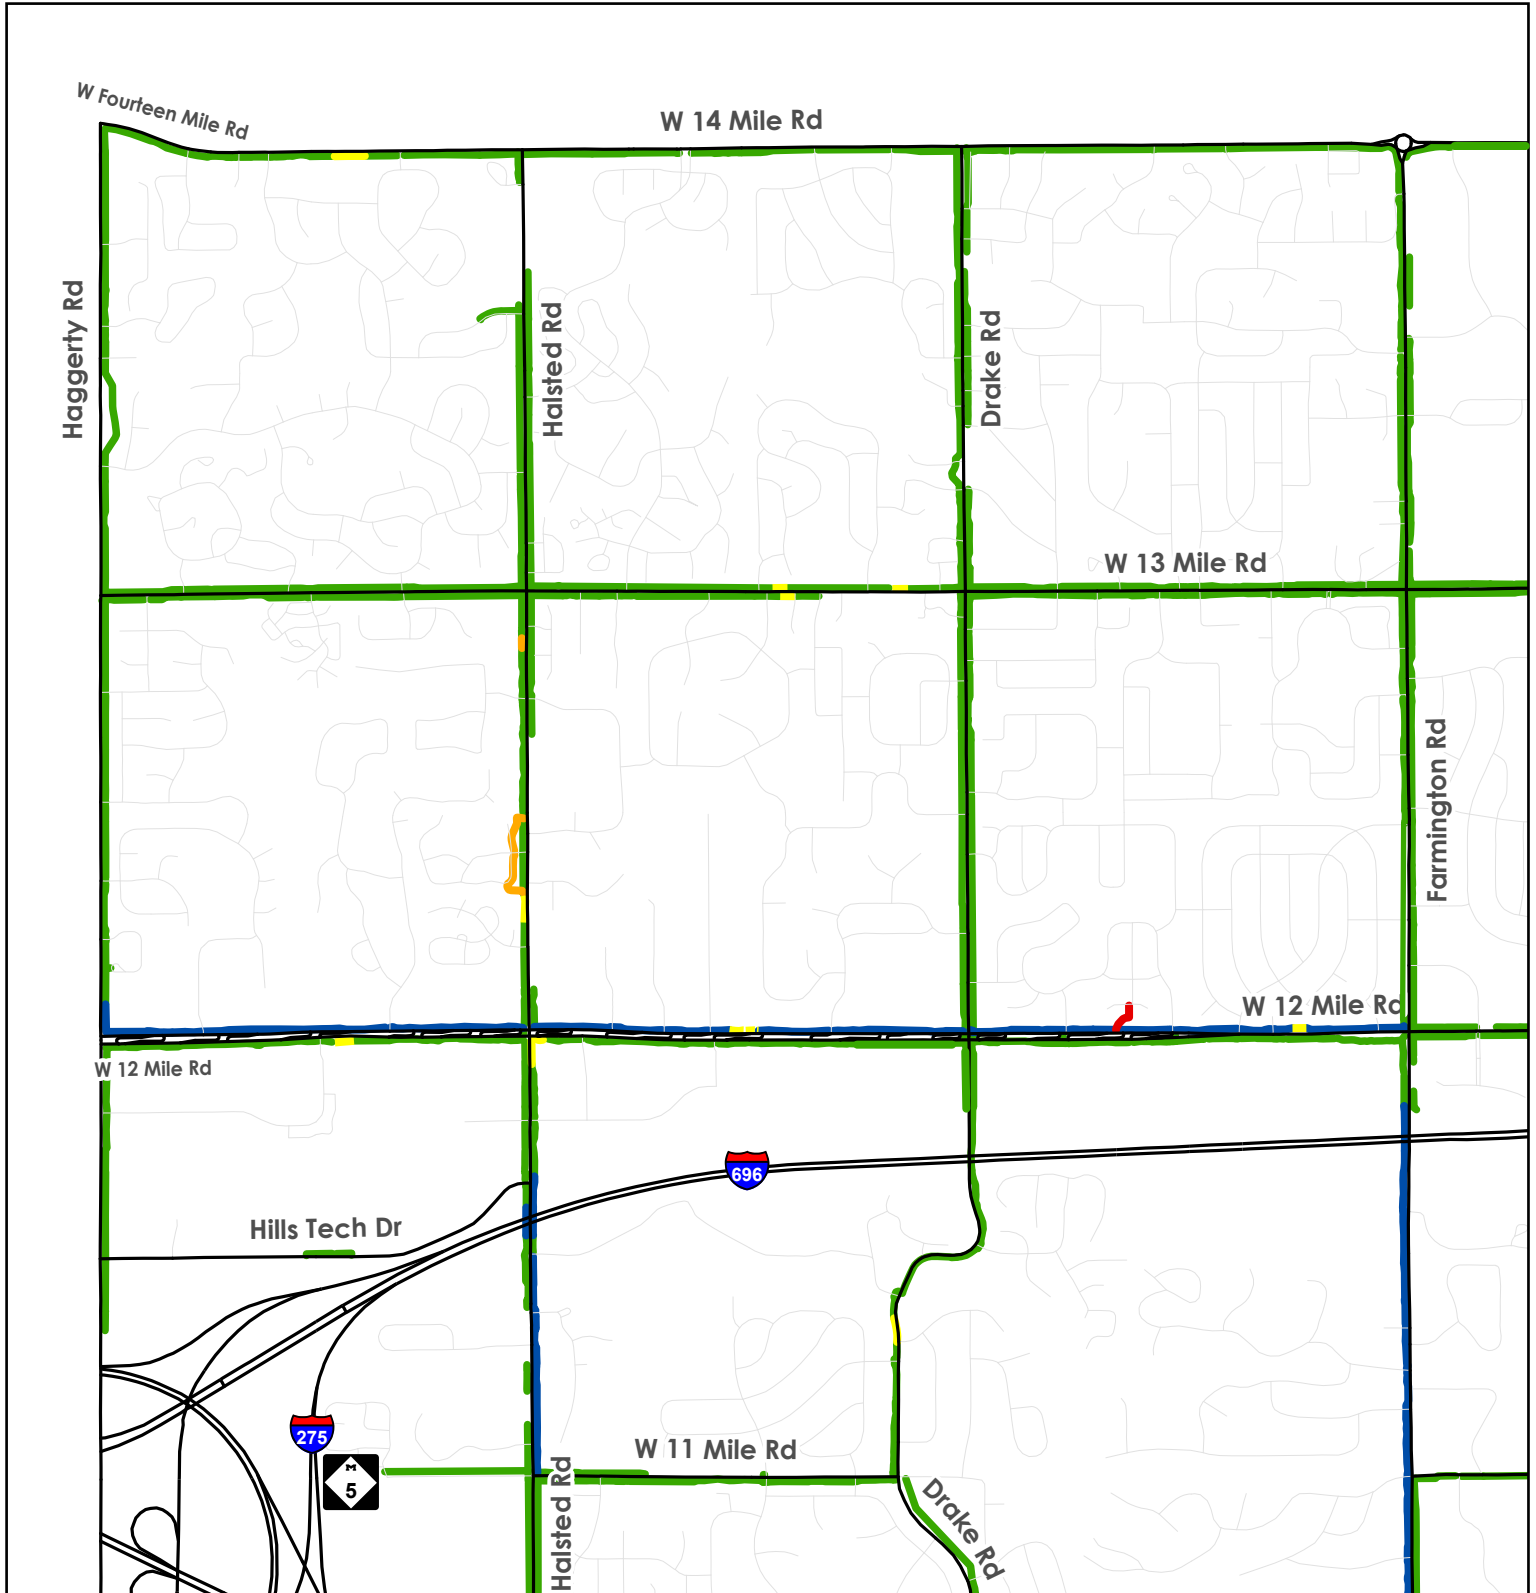 W Fourteen Mile Rd
W 14 Mile Rd
Haggerty Rd
Halsted Rd
Drake Rd
W 13 Mile Rd
Farmington Rd
W 12 Mile Rd
W 12 Mile Rd
696
Hills Tech Dr
275
M
5
W 11 Mile Rd
Halsted Rd
Drake Rd